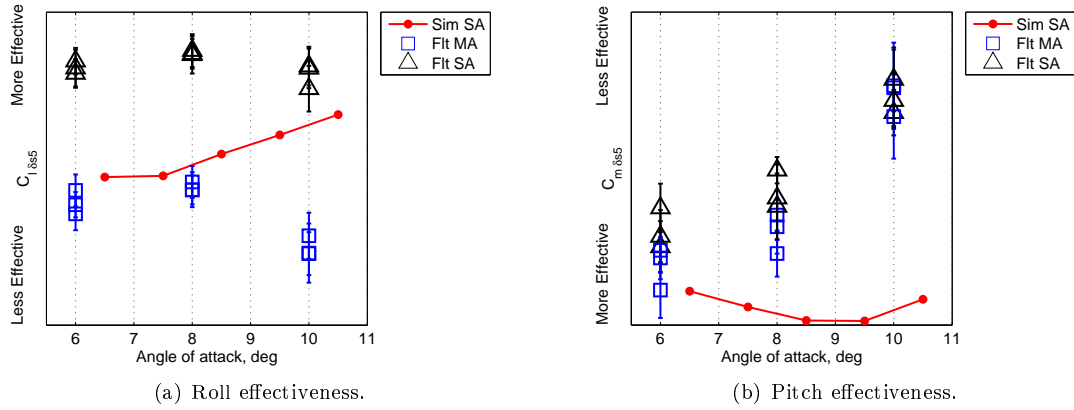 More Effective
C l δs5
Less Effective
6 7 8 9 10 11
Angle of attack, deg
Sim SA
Flt MA
Flt SA
(a) Roll effectiveness.
Less Effective
C m δs5
More Effective
6 7 8 9 10 11
Angle of attack, deg
Sim SA
Flt MA
Flt SA
(b) Pitch effectiveness.